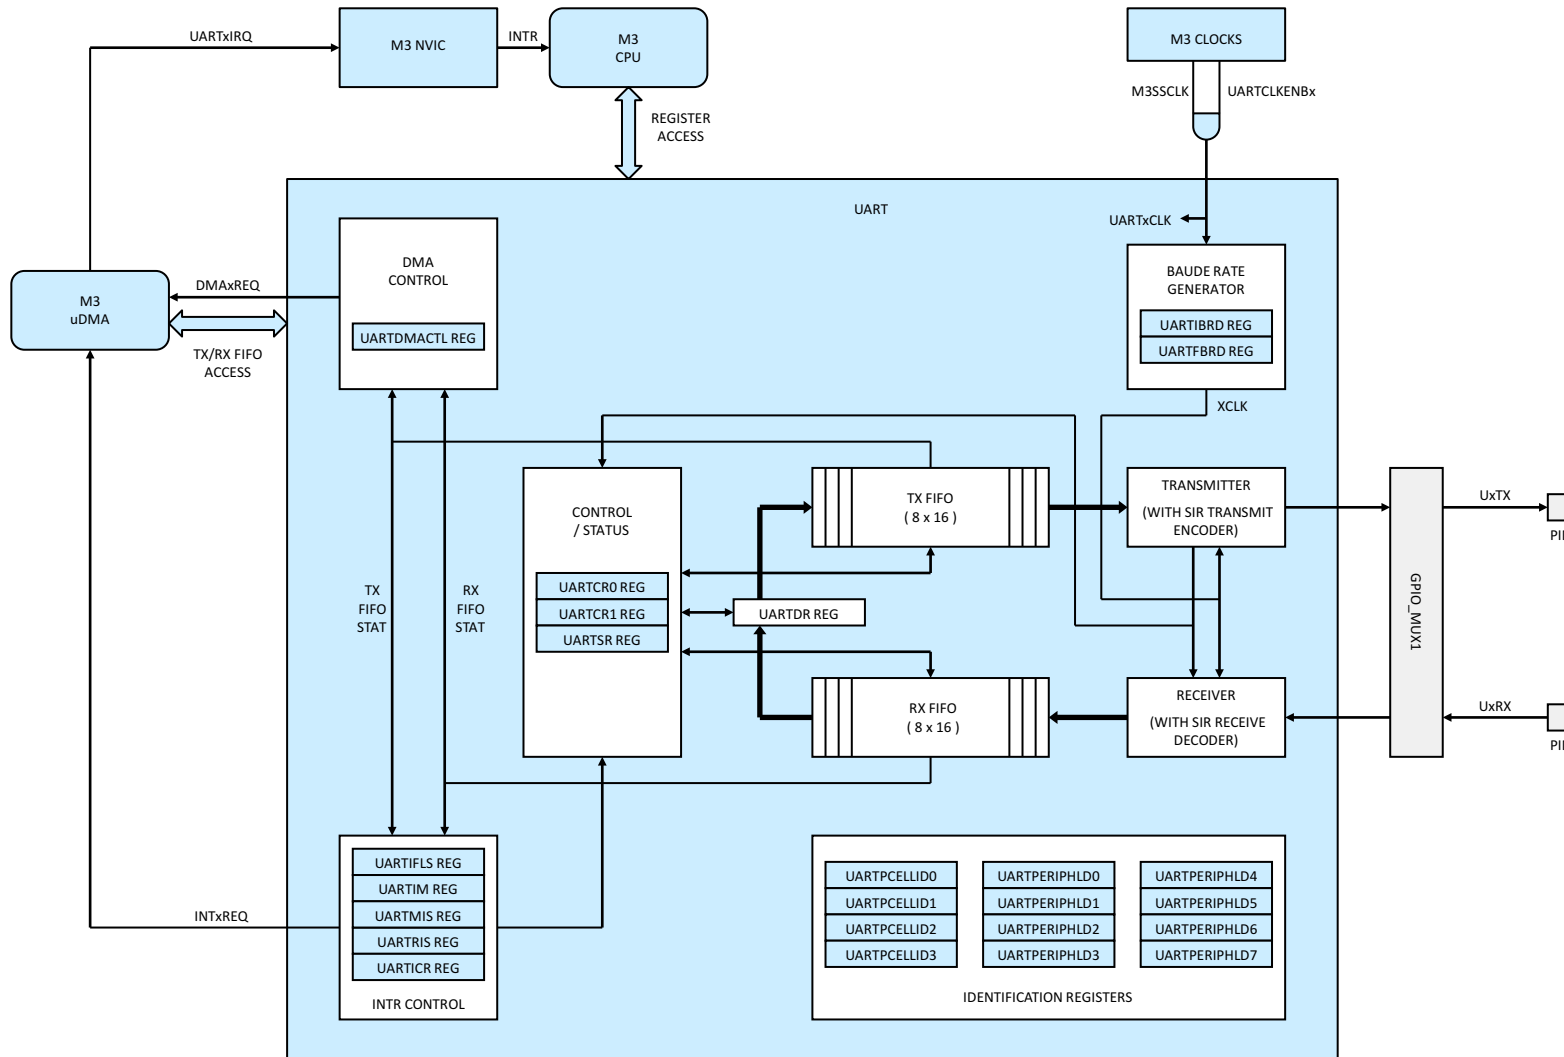 UARTxIRQ
M3 NVIC
INTR
M3
CPU
M3 CLOCKS
M3SSCLK
UARTCLKENBx
REGISTER
ACCESS
UART
UARTxCLK
DMA
CONTROL
UARTDMACTL REG
BAUDE RATE
GENERATOR
UARTIBRD REG
UARTFBRD REG
XCLK
M3
uDMA
DMAxREQ
TX/RX FIFO
ACCESS
CONTROL
/ STATUS
UARTCR0 REG
UARTCR1 REG
UARTSR REG
TX FIFO
( 8 x 16 )
TRANSMITTER
(WITH SIR TRANSMIT
ENCODER)
UxTX
GPIO_MUX1
TX
FIFO
STAT
RX
FIFO
STAT
UARTDR REG
RX FIFO
( 8 x 16 )
RECEIVER
(WITH SIR RECEIVE
DECODER)
UxRX
INTxREQ
UARTIFLS REG
UARTIM REG
UARTMIS REG
UARTRIS REG
UARTICR REG
INTR CONTROL
UARTPCELLID0
UARTPCELLID1
UARTPCELLID2
UARTPCELLID3
UARTPERIPHLD0
UARTPERIPHLD1
UARTPERIPHLD2
UARTPERIPHLD3
UARTPERIPHLD4
UARTPERIPHLD5
UARTPERIPHLD6
UARTPERIPHLD7
IDENTIFICATION REGISTERS